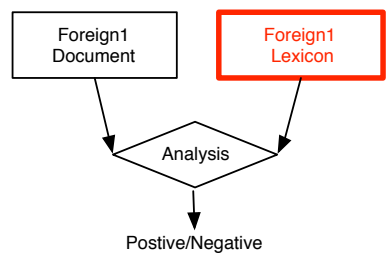 Foreign1
Document
Foreign1
Lexicon
Analysis
Postive/Negative